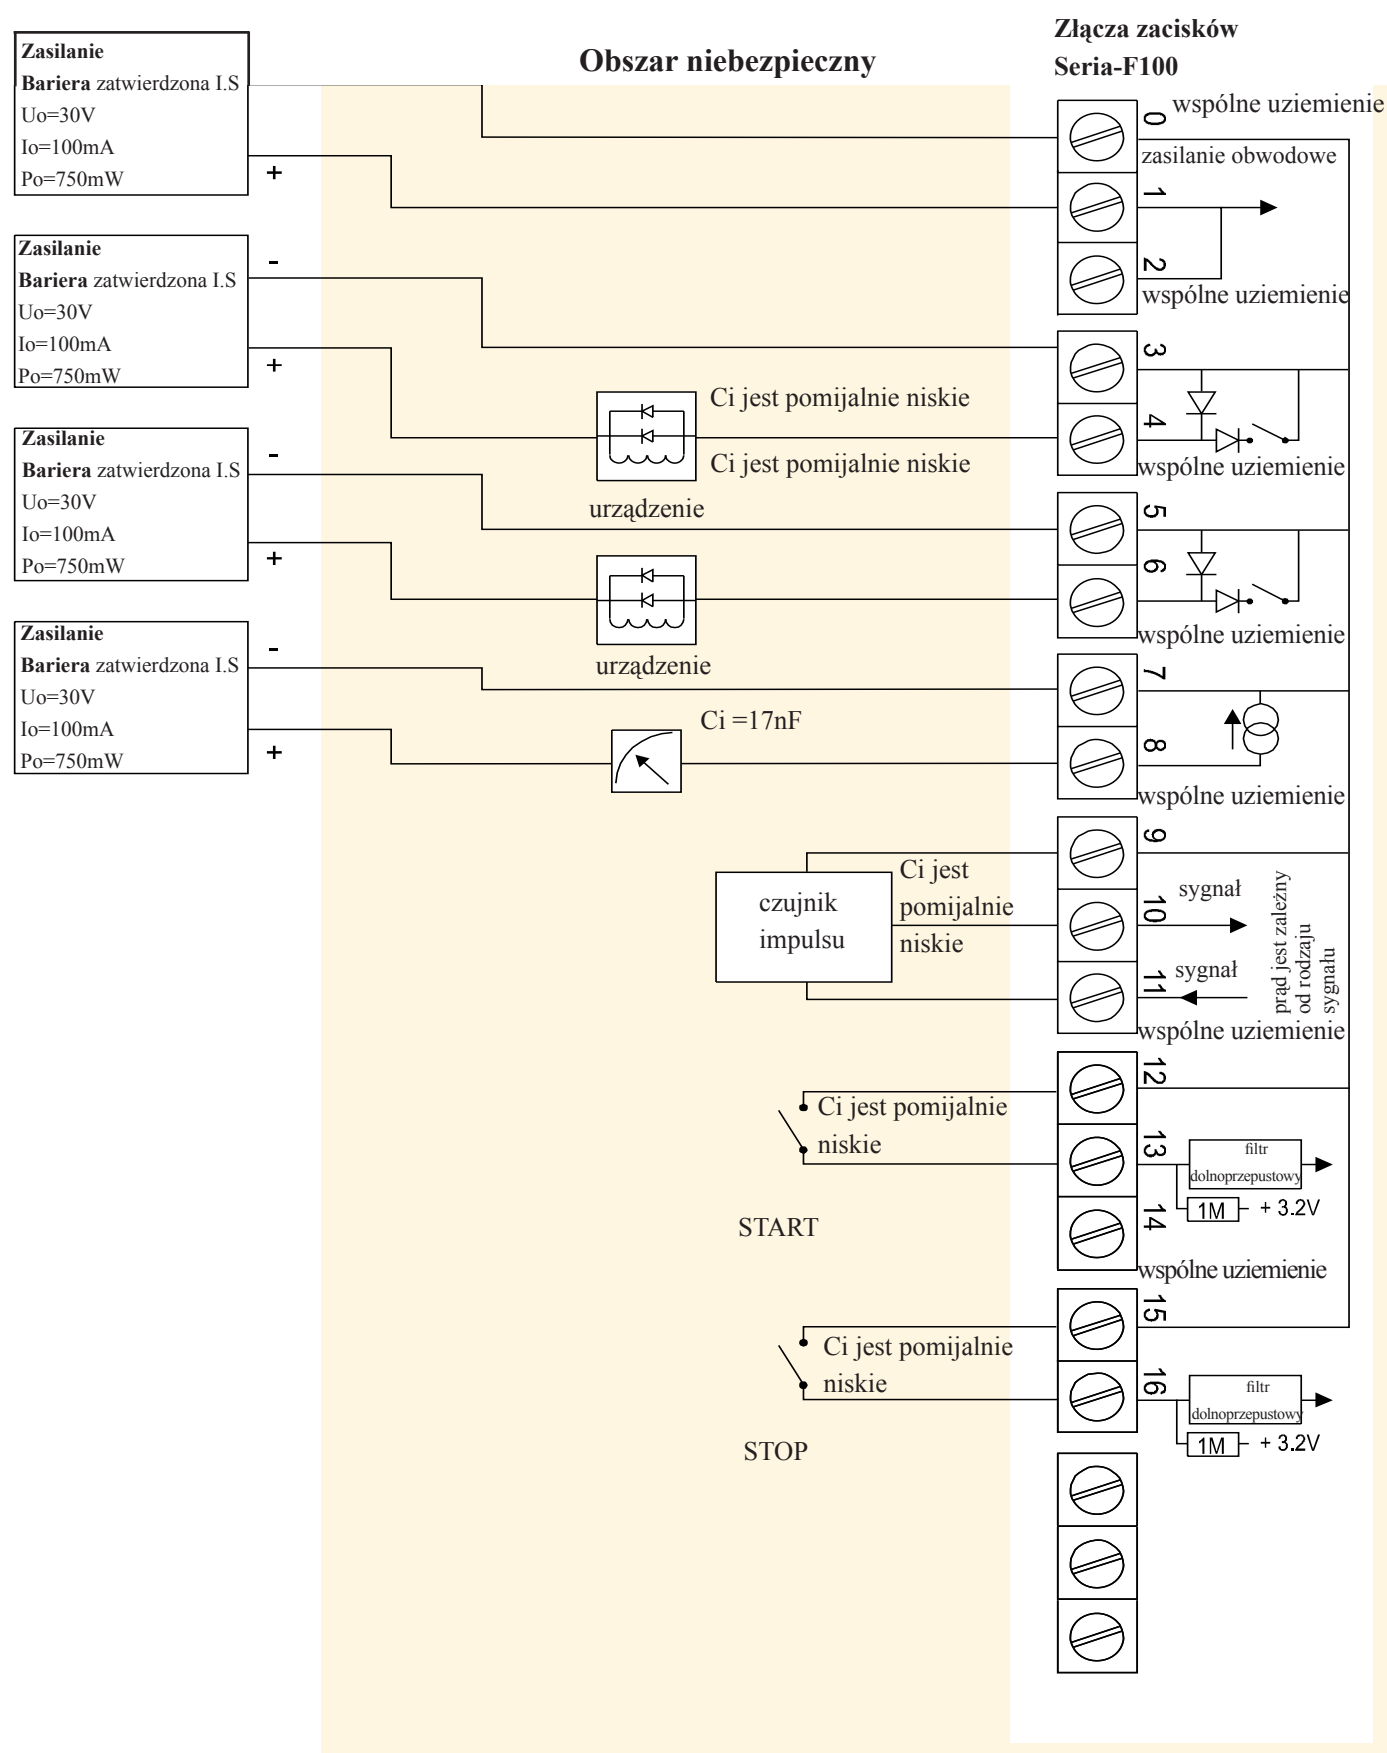 Obszar niebezpieczny
Złącza zacisków
Seria-F100
Zasilanie
Bariera zatwierdzona I.S
Uo=30V
Io=100mA
Po=750mW
+
0
wspólne uziemienie
zasilanie obwodowe
1
2
wspólne uziemienie
Zasilanie
Bariera zatwierdzona I.S
Uo=30V
Io=100mA
Po=750mW
-
+
3
Ci jest pomijalnie niskie
4
Ci jest pomijalnie niskie
wspólne uziemienie
urządzenie
Zasilanie
Bariera zatwierdzona I.S
Uo=30V
Io=100mA
Po=750mW
-
+
5
6
wspólne uziemienie
urządzenie
Zasilanie
Bariera zatwierdzona I.S
Uo=30V
Io=100mA
Po=750mW
-
+
7
Ci =17nF
8
wspólne uziemienie
9
czujnik
impulsu
Ci jest
pomijalnie
niskie
10
sygnał
11
sygnał
prąd jest zależny
od rodzaju
sygnału
wspólne uziemienie
12
Ci jest pomijalnie
niskie
13
filtr
dolnoprzepustowy
1M
+ 3.2V
14
START
wspólne uziemienie
15
Ci jest pomijalnie
niskie
16
filtr
dolnoprzepustowy
1M
+ 3.2V
STOP